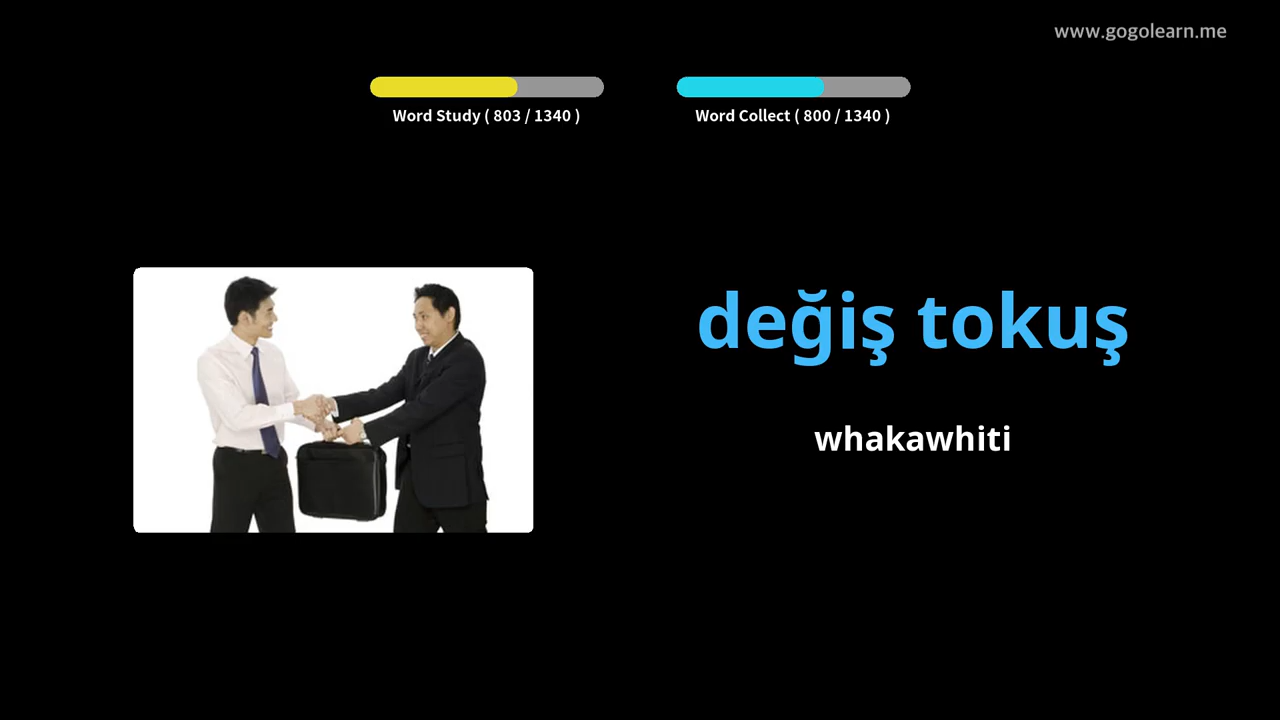 www.gogolearn.me
Word Study ( 803 / 1340 )
Word Collect ( 800 / 1340 )
değiş tokuş
whakawhiti